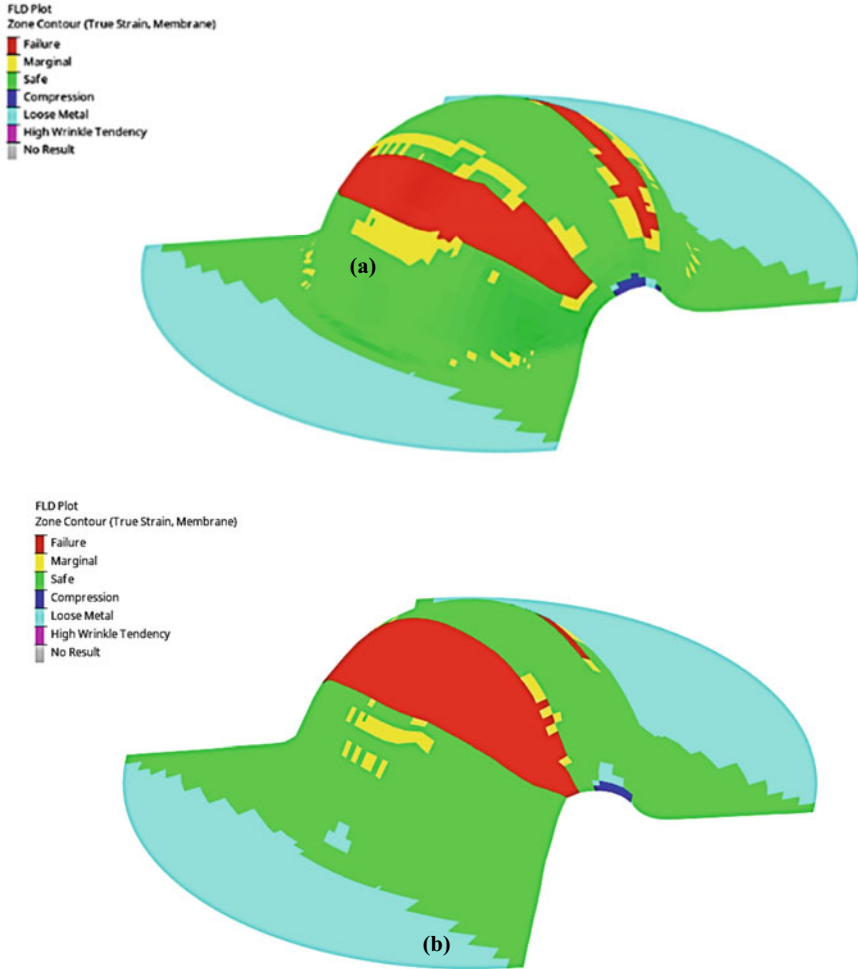 FLD Plot
Zone Contour (True Strain, Membrane)
Failure
Marginal
Safe
Compression
Loose Metal
High Wrinkle Tendency
No Result
(a)
FLD Plot
Zone Contour (True Strain, Membrane)
Failure
Marginal
Safe
Compression
Loose Metal
High Wrinkle Tendency
No Result
(b)